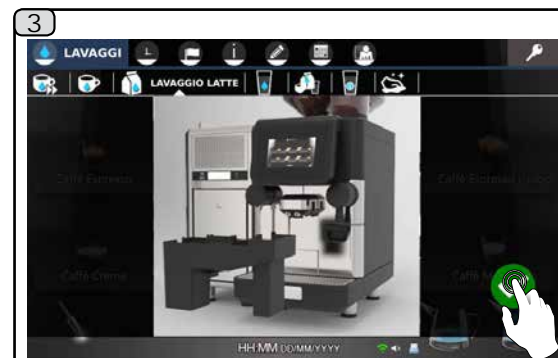 3
LAVAGGI
LAVAGGIO LATTE
Caffè Espresso
Caffè Crema
HH:MM DD/MM/YYYY